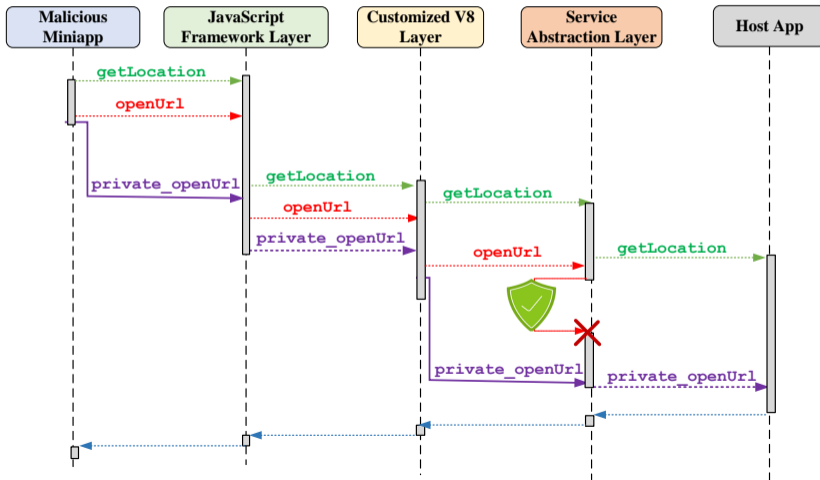 Malicious
Miniapp
JavaScript
Framework Layer
Customized V8
Layer
Service
Abstraction Layer
Host App
getLocation
openUrl
private_openUrl
getLocation
openUrl
private_openUrl
getLocation
openUrl
private_openUrl
getLocation
private_openUrl